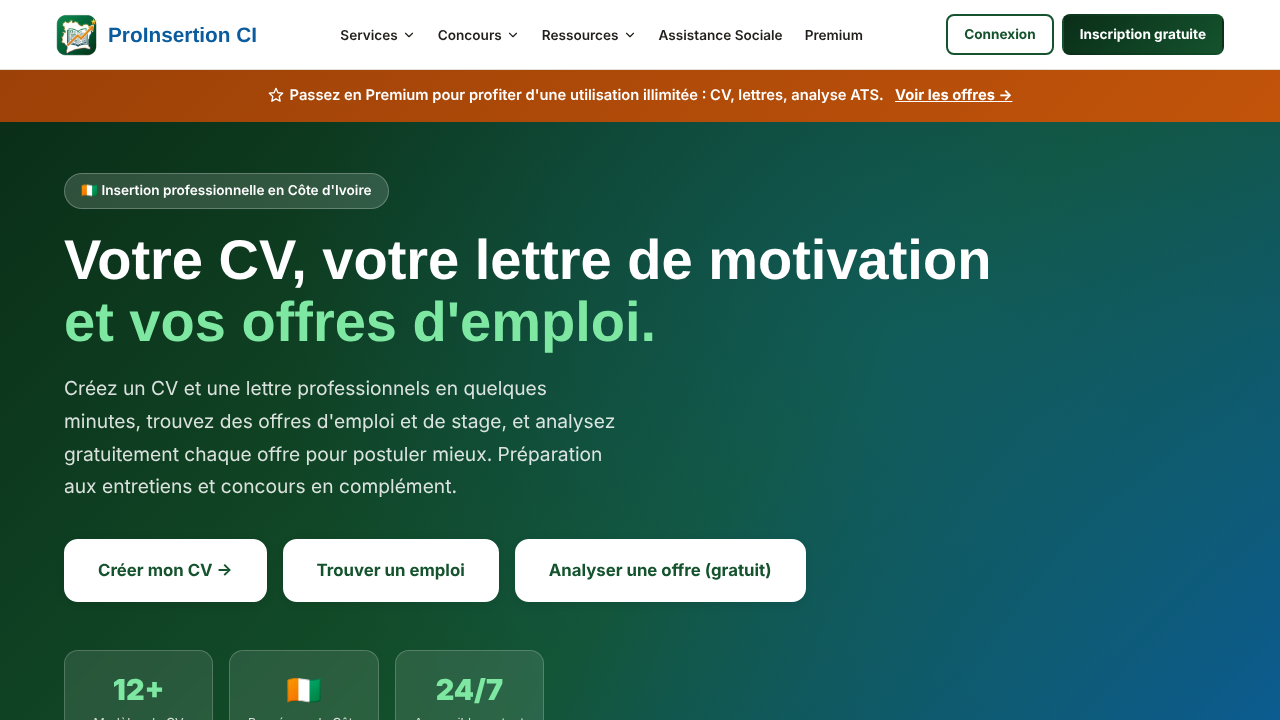 ProInsertion CI
Services
Concours
Ressources
Assistance Sociale
Premium
Connexion
Inscription gratuite
Passez en Premium pour profiter d'une utilisation illimitée : CV, lettres, analyse ATS. Voir les offres →
Insertion professionnelle en Côte d'Ivoire
Votre CV, votre lettre de motivation
et vos offres d'emploi.
Créez un CV et une lettre professionnels en quelques
minutes, trouvez des offres d'emploi et de stage, et analysez
gratuitement chaque offre pour postuler mieux. Préparation
aux entretiens et concours en complément.
Créer mon CV →
Trouver un emploi
Analyser une offre (gratuit)
12+
24/7